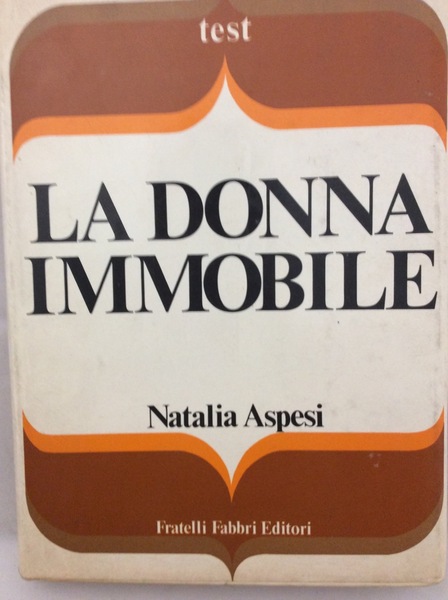 test
LA DONNA
IMMOBILE
Natalia Aspesi
Fratelli Fabbri Editori